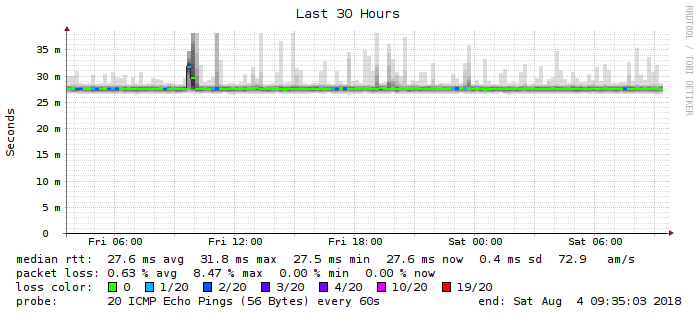 Last 30 Hours
RRDTOOL / TOBI OETIKER
Seconds
35 m
30 m
25 m
20 m
15 m
10 m
5 m
0
Fri 06:00 Fri 12:00 Fri 18:00 Sat 00:00 Sat 06:00
median rtt: 27.6 ms avg 31.8 ms max 27.5 ms min 27.6 ms now 0.4 ms sd 72.9 am/s
packet loss: 0.63 % avg 8.47 % max 0.00 % min 0.00 % now
loss color: 0 1/20 2/20 3/20 4/20 10/20 19/20
probe: 20 ICMP Echo Pings (56 Bytes) every 60s end: Sat Aug 4 09:35:03 2018